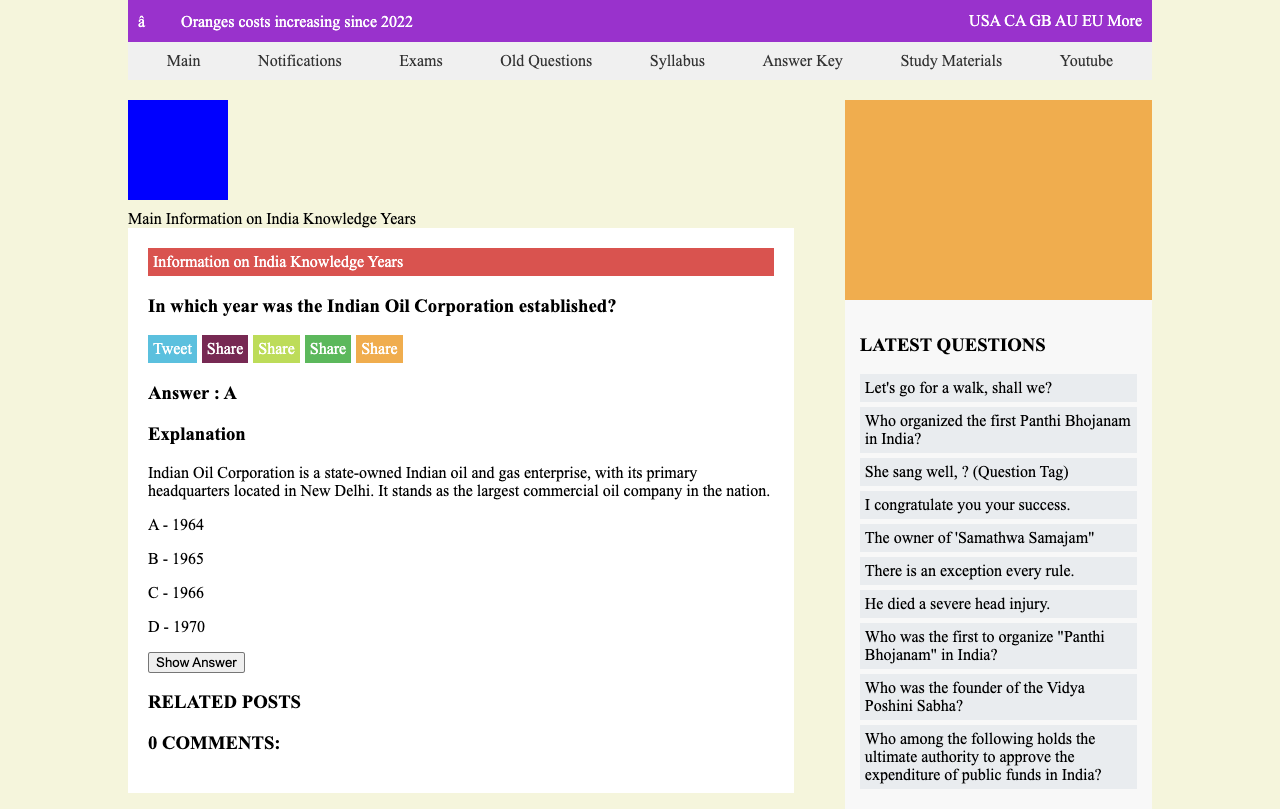 â Oranges costs increasing since 2022
USA CA GB AU EU More
Main Notifications Exams Old Questions Syllabus Answer Key Study Materials Youtube
Main Information on India Knowledge Years
Information on India Knowledge Years
In which year was the Indian Oil Corporation established?
Tweet Share Share Share Share
Answer : A
Explanation
Indian Oil Corporation is a state-owned Indian oil and gas enterprise, with its primary
headquarters located in New Delhi. It stands as the largest commercial oil company in the nation.
A - 1964
B - 1965
C - 1966
D - 1970
Show Answer
RELATED POSTS
0 COMMENTS:
LATEST QUESTIONS
Let's go for a walk, shall we?
Who organized the first Panthi Bhojanam
in India?
She sang well, ? (Question Tag)
I congratulate you your success.
The owner of 'Samathwa Samajam"
There is an exception every rule.
He died a severe head injury.
Who was the first to organize "Panthi
Bhojanam" in India?
Who was the founder of the Vidya
Poshini Sabha?
Who among the following holds the
ultimate authority to approve the
expenditure of public funds in India?